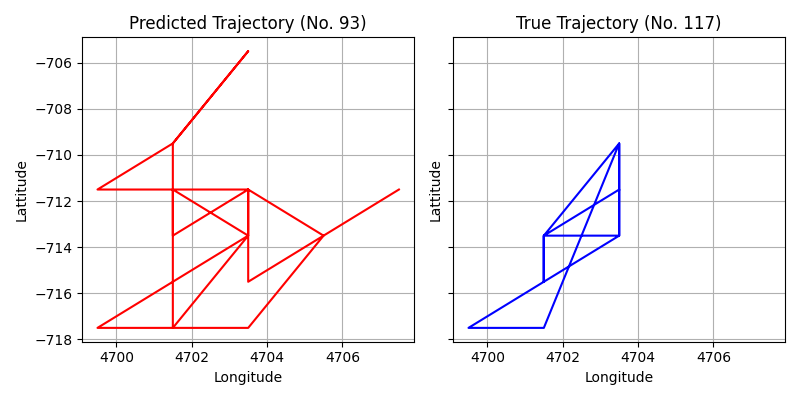 Predicted Trajectory (No. 93)
True Trajectory (No. 117)
−706
−708
−710
−712
−714
−716
−718
Lattitude
Lattitude
4700
4702
4704
4706
4700
4702
4704
4706
Longitude
Longitude